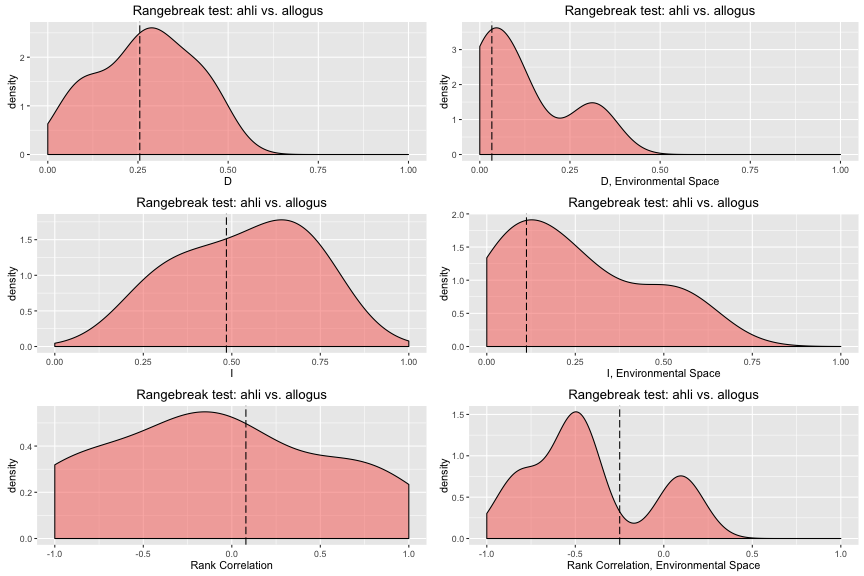 Rangebreak test: ahli vs. allogus
density
2
1
0
0.00 0.25 0.50 0.75 1.00
D
Rangebreak test: ahli vs. allogus
density
3
2
1
0
0.00 0.25 0.50 0.75 1.00
D, Environmental Space
Rangebreak test: ahli vs. allogus
density
1.5
1.0
0.5
0.0
0.00 0.25 0.50 0.75 1.00
I
Rangebreak test: ahli vs. allogus
density
2.0
1.5
1.0
0.5
0.0
0.00 0.25 0.50 0.75 1.00
I, Environmental Space
Rangebreak test: ahli vs. allogus
density
0.4
0.2
0.0
-1.0 -0.5 0.0 0.5 1.0
Rank Correlation
Rangebreak test: ahli vs. allogus
density
1.5
1.0
0.5
0.0
-1.0 -0.5 0.0 0.5 1.0
Rank Correlation, Environmental Space